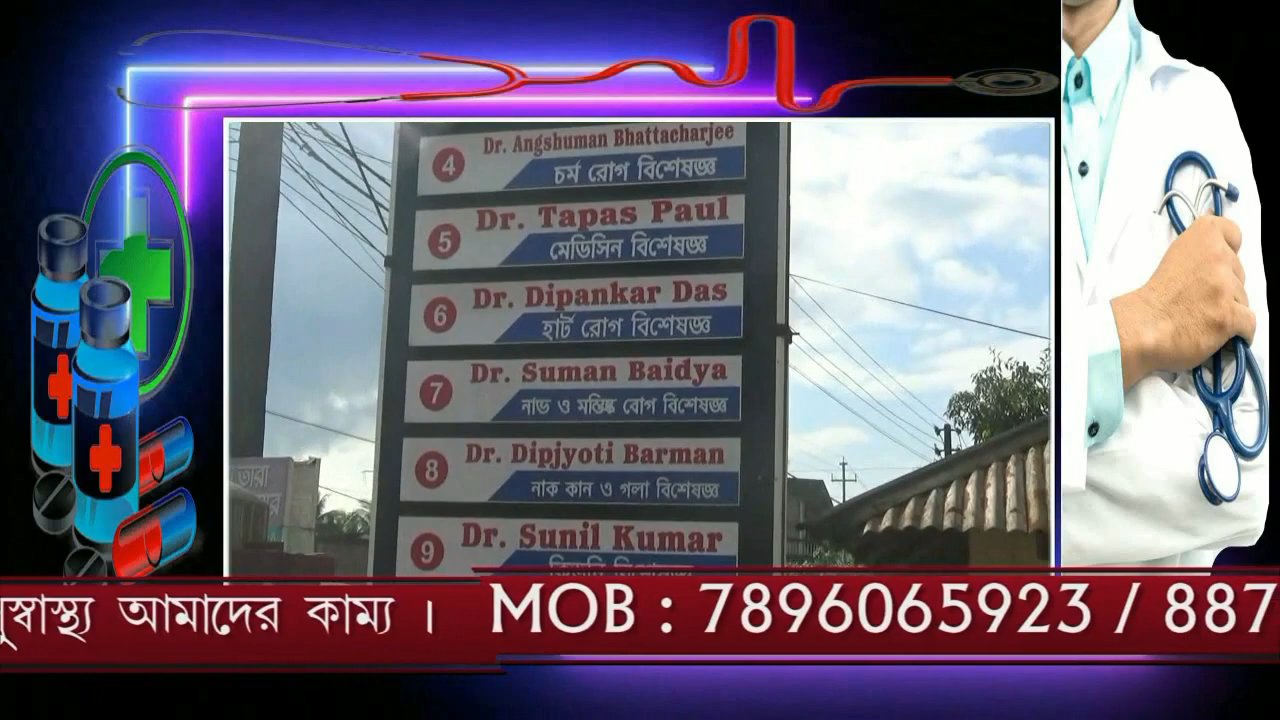 4
Dr. Angshuman Bhattacharjee
চর্ম রোগ বিশেষজ্ঞ
5
Dr. Tapas Paul
মেডিসিন বিশেষজ্ঞ
6
Dr. Dipankar Das
হার্ট রোগ বিশেষজ্ঞ
7
Dr. Suman Baidya
নার্ভ ও মস্তিষ্ক রোগ বিশেষজ্ঞ
8
Dr. Dipjyoti Barman
নাক কান ও গলা বিশেষজ্ঞ
9
Dr. Sunil Kumar
সুস্বাস্থ্য আমাদের কাম্য । MOB : 7896065923 / 887